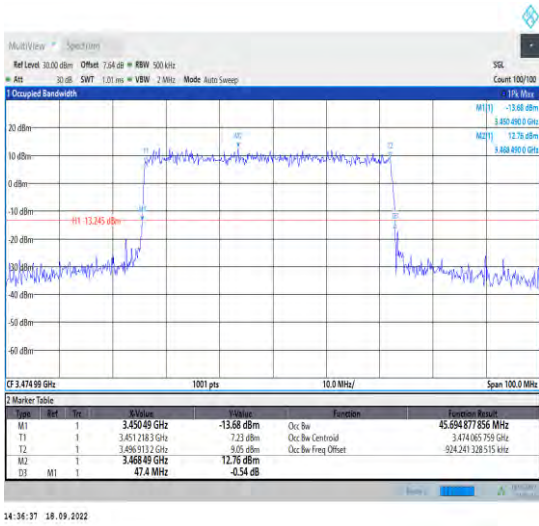 MultiView Spectrum
Ref Level 30.00 dBm Offset 7.64 dB RBW 500 kHz SGL
Att 30 dB SWT 1.01 ms VBW 2 MHz Mode Auto Sweep Count 100/100
1 Occupied Bandwidth 1Pk Max
M1[1] -13.68 dBm
3.450 490 0 GHz
M2[1] 12.76 dBm
3.468 490 0 GHz
20 dBm
10 dBm
0 dBm
-10 dBm
H1 -13.245 dBm
-20 dBm
-30 dBm
-40 dBm
-50 dBm
-60 dBm
T1
M2
T2
M1
D3
CF 3.474 99 GHz 1001 pts 10.0 MHz/ Span 100.0 MHz
2 Marker Table
Type Ref Trc X-Value Y-Value Function Function Result
M1 1 3.450 49 GHz -13.68 dBm Occ Bw 45.694 877 856 MHz
T1 1 3.451 218 3 GHz 7.23 dBm Occ Bw Centroid 3.474 065 759 GHz
T2 1 3.496 913 2 GHz 9.05 dBm Occ Bw Freq Offset -924.241 328 515 kHz
M2 1 3.468 49 GHz 12.76 dBm
D3 M1 1 47.4 MHz -0.54 dB
14:36:37 18.09.2022